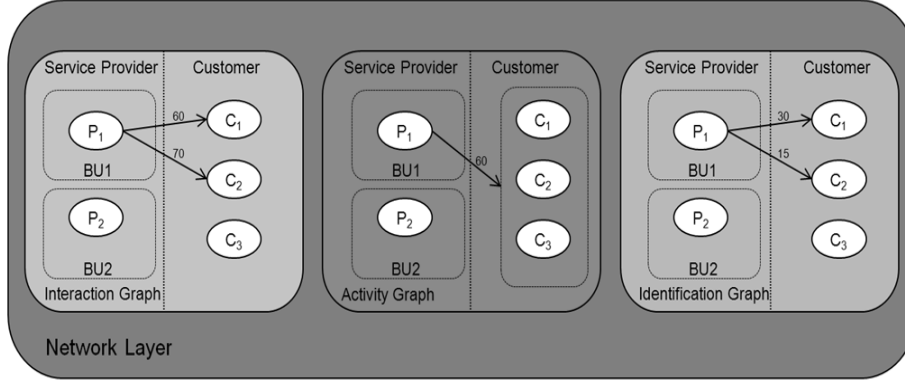 Service Provider
Customer
P1
60
C1
70
BU1
C2
P2
C3
BU2
Interaction Graph
Service Provider
Customer
P1
C1
60
BU1
C2
P2
C3
BU2
Activity Graph
Service Provider
Customer
P1
30
C1
15
BU1
C2
P2
C3
BU2
Identification Graph
Network Layer